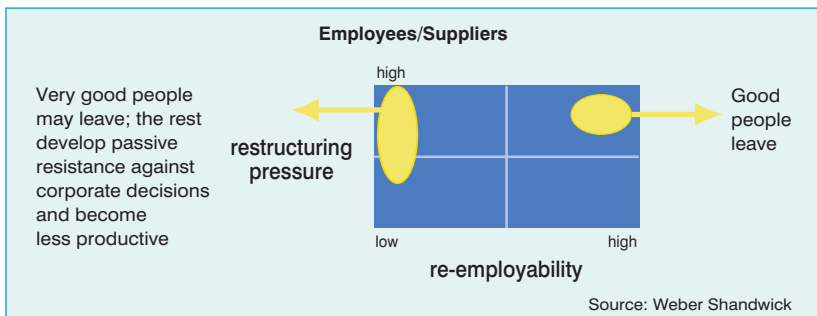 Employees/Suppliers
Very good people
may leave; the rest
develop passive
resistance against
corporate decisions
and become
less productive
high
restructuring
pressure
low
high
re-employability
Good
people
leave
Source: Weber Shandwick